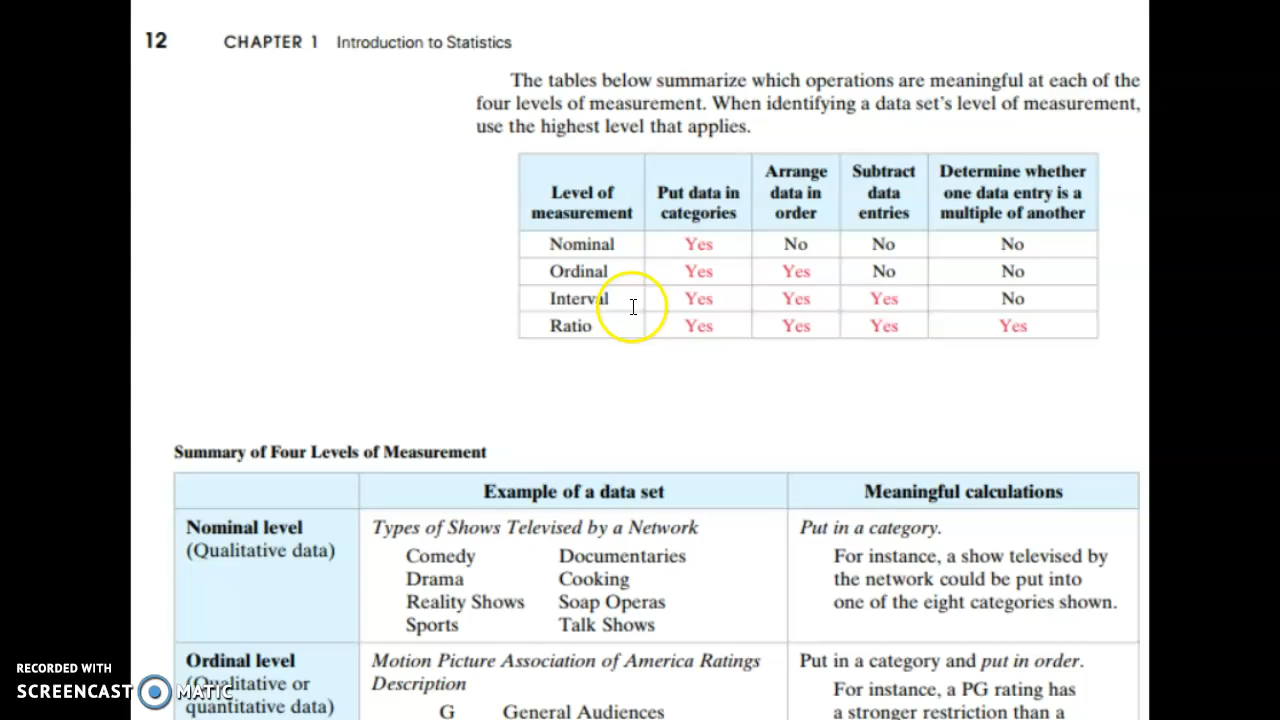 12 CHAPTER 1 Introduction to Statistics
The tables below summarize which operations are meaningful at each of the
four levels of measurement. When identifying a data set's level of measurement,
use the highest level that applies.
Level of measurement Put data in categories Arrange data in order Subtract data entries Determine whether one data entry is a multiple of another
Nominal Yes No No No
Ordinal Yes Yes No No
Interval Yes Yes Yes No
Ratio Yes Yes Yes Yes
Summary of Four Levels of Measurement
Example of a data set Meaningful calculations
Nominal level Types of Shows Televised by a Network Put in a category.
(Qualitative data) Comedy Documentaries For instance, a show televised by
Drama Cooking the network could be put into
Reality Shows Soap Operas one of the eight categories shown.
Sports Talk Shows
Ordinal level Motion Picture Association of America Ratings Put in a category and put in order.
(Qualitative or Description For instance, a PG rating has
quantitative data) G General Audiences a stronger restriction than a
RECORDED WITH
SCREENCAST MATIC